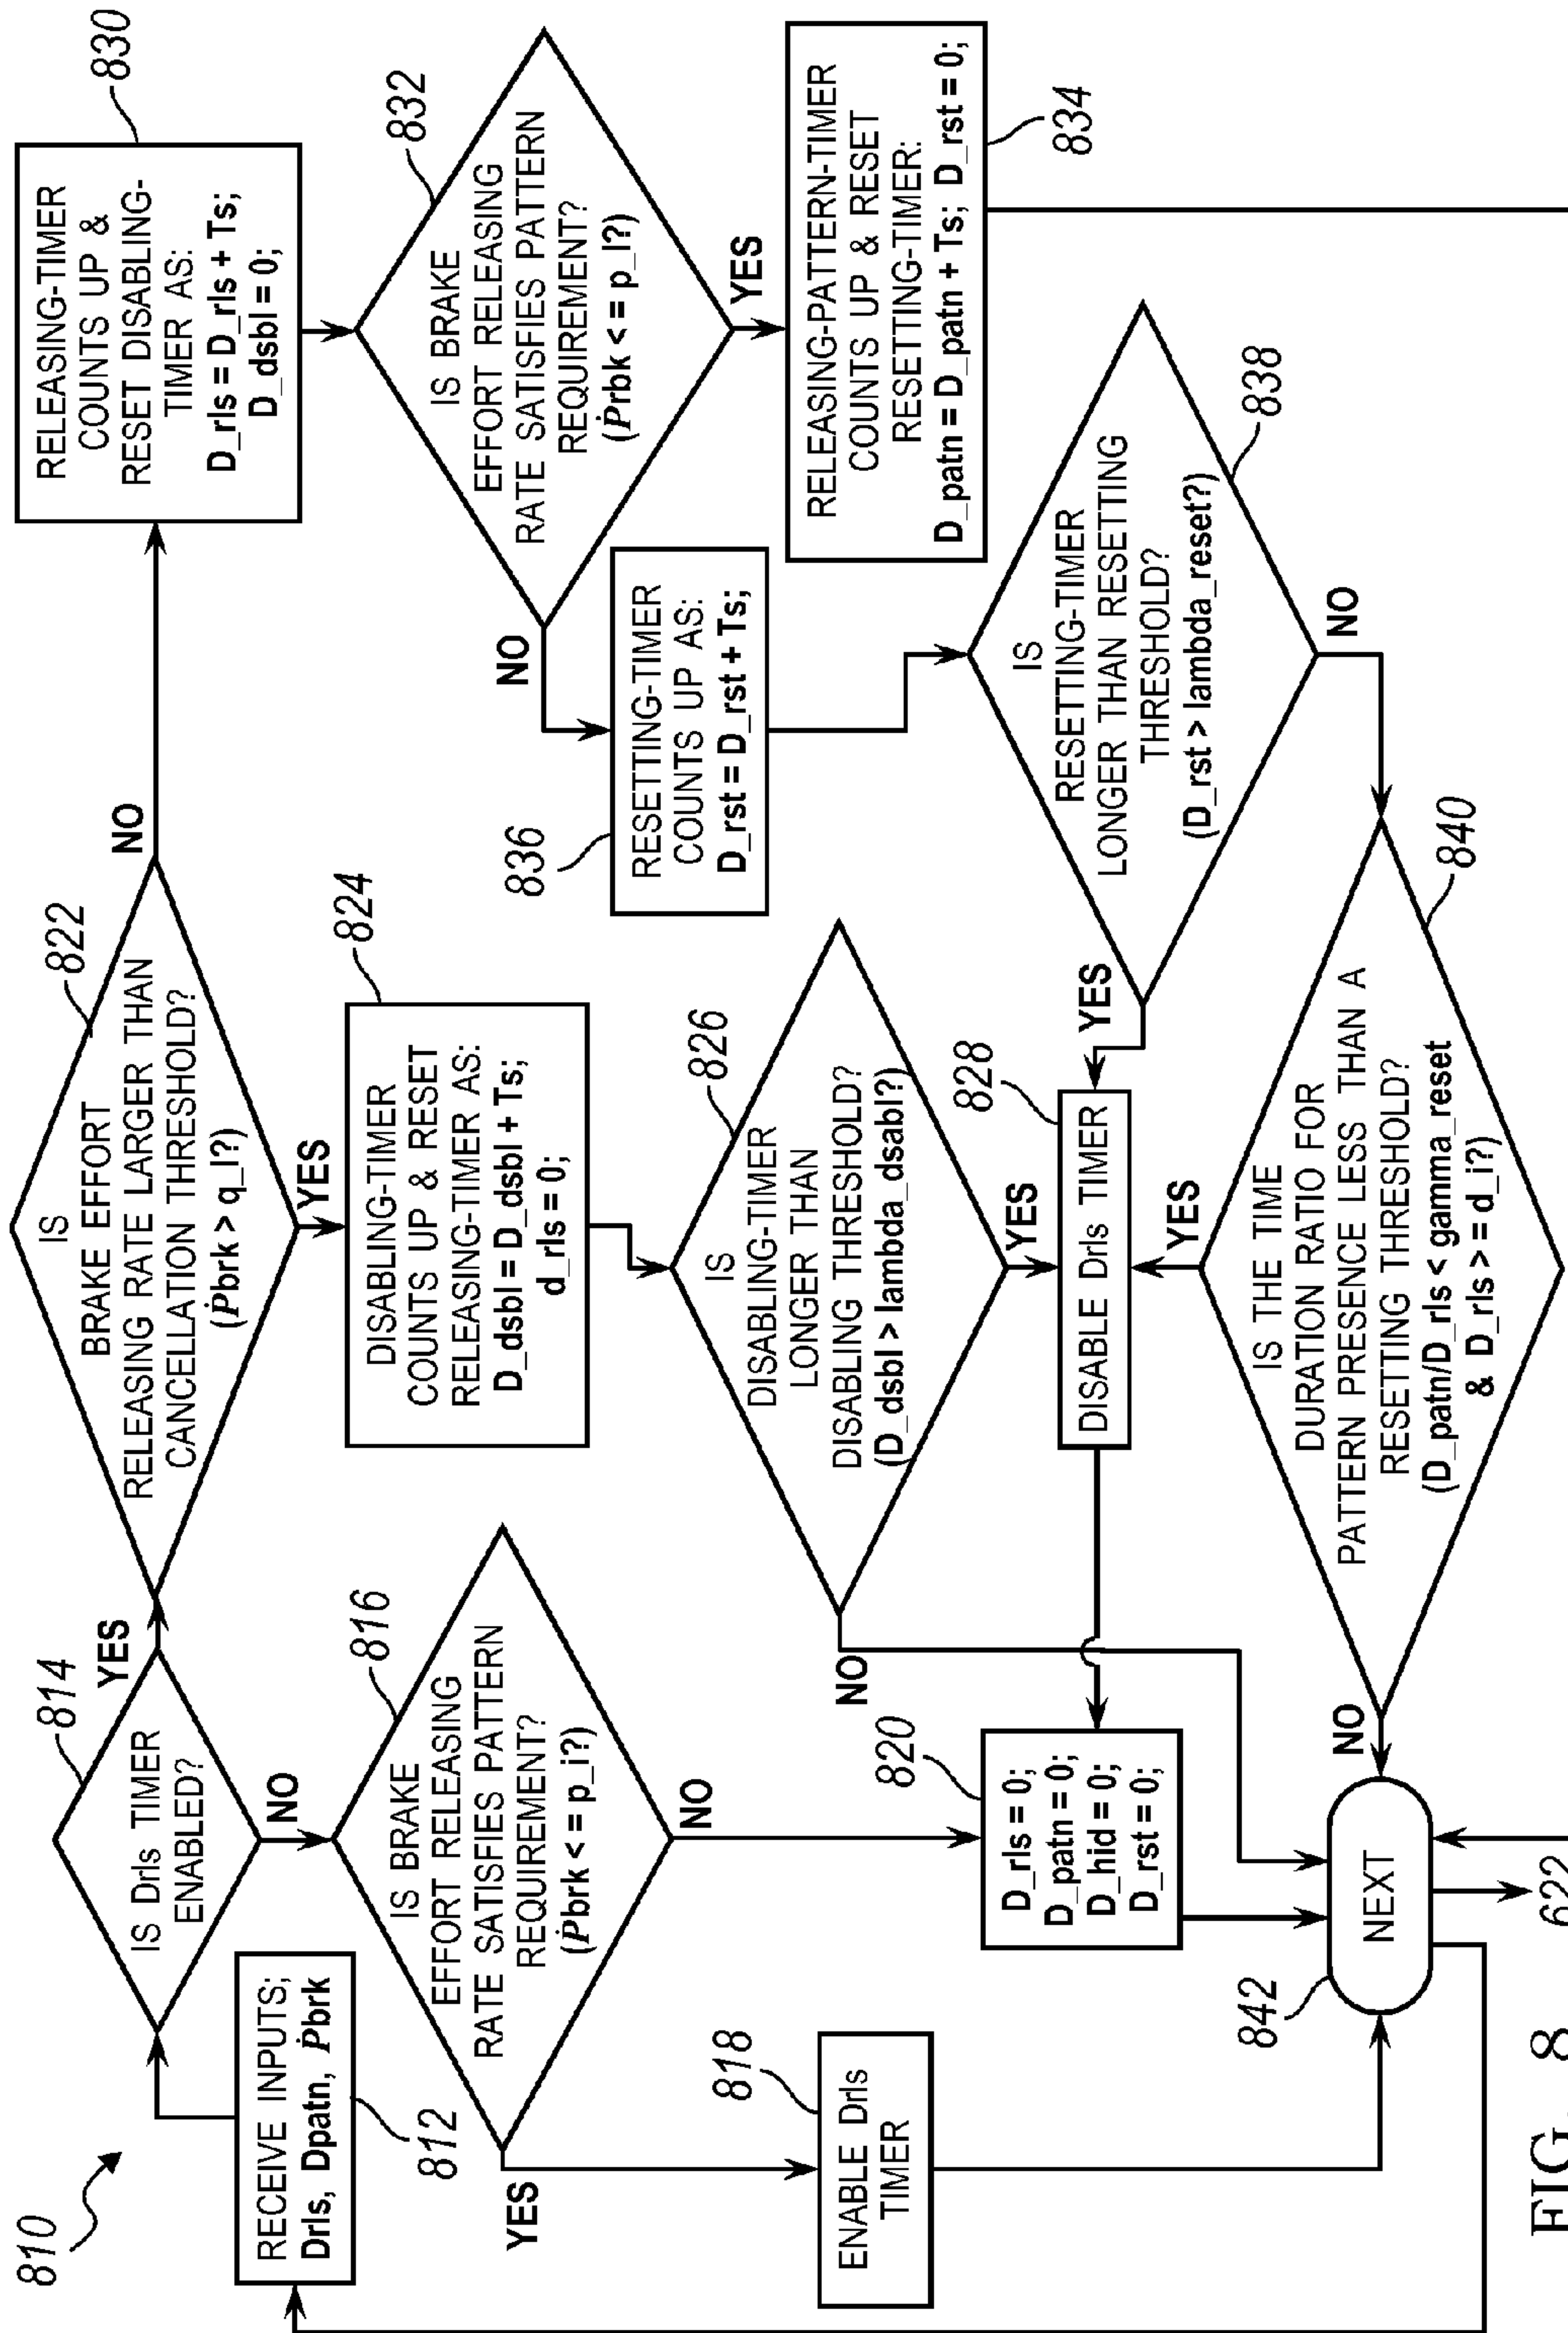 810
RECEIVE INPUTS;
Drls, Dpatn, Ṗbrk
812
814
IS Drls TIMER
ENABLED?
YES
NO
816
IS BRAKE
EFFORT RELEASING
RATE SATISFIES PATTERN
REQUIREMENT?
(Ṗbrk < = p_i?)
YES
NO
818
ENABLE Drls
TIMER
820
D_rls = 0;
D_patn = 0;
D_hid = 0;
D_rst = 0;
822
IS
BRAKE EFFORT
RELEASING RATE LARGER THAN
CANCELLATION THRESHOLD?
(Ṗbrk > q_l?)
YES
NO
824
DISABLING-TIMER
COUNTS UP & RESET
RELEASING-TIMER AS:
D_dsbl = D_dsbl + Ts;
d_rls = 0;
826
IS
DISABLING-TIMER
LONGER THAN
DISABLING THRESHOLD?
(D_dsbl > lambda_dsabl?)
YES
NO
828
DISABLE Drls TIMER
830
RELEASING-TIMER
COUNTS UP &
RESET DISABLING-
TIMER AS:
D_rls = D_rls + Ts;
D_dsbl = 0;
832
IS BRAKE
EFFORT RELEASING
RATE SATISFIES PATTERN
REQUIREMENT?
(Ṗrbk < = p_l?)
YES
NO
834
RELEASING-PATTERN-TIMER
COUNTS UP & RESET
RESETTING-TIMER:
D_patn = D_patn + Ts; D_rst = 0;
836
RESETTING-TIMER
COUNTS UP AS:
D_rst = D_rst + Ts;
838
IS
RESETTING-TIMER
LONGER THAN RESETTING
THRESHOLD?
(D_rst > lambda_reset?)
YES
NO
840
IS THE TIME
DURATION RATIO FOR
PATTERN PRESENCE LESS THAN A
RESETTING THRESHOLD?
(D_patn/D_rls < gamma_reset
& D_rls > = d_i?)
YES
NO
842
NEXT
622
FIG. 8